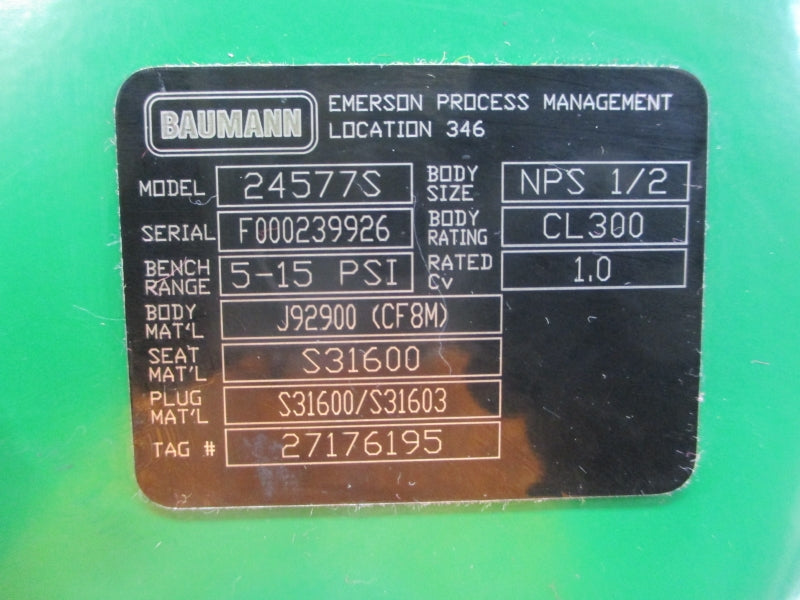 BAUMANN
EMERSON PROCESS MANAGEMENT
LOCATION 346
MODEL 24577S BODY SIZE NPS 1/2
SERIAL F000239926 BODY RATING CL300
BENCH RANGE 5-15 PSI RATED Cv 1.0
BODY MAT'L J92900 (CF8M)
SEAT MAT'L S31600
PLUG MAT'L S31600/S31603
TAG # 27176195